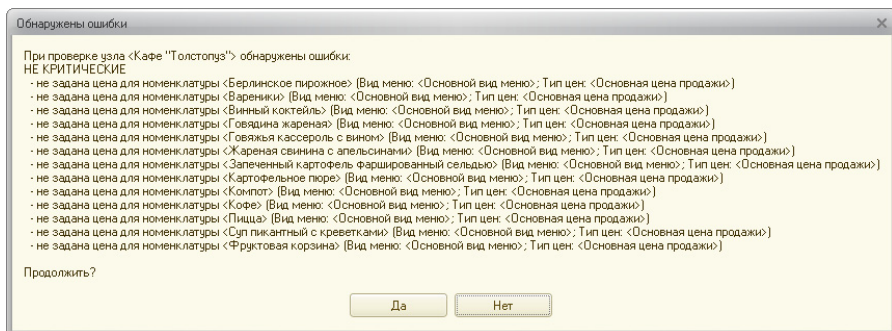 Обнаружены ошибки
При проверке узла <Кафе "Толстопуз"> обнаружены ошибки:
НЕ КРИТИЧЕСКИЕ
- не задана цена для номенклатуры <Берлинское пирожное> (Вид меню: <Основной вид меню>; Тип цен: <Основная цена продажи>)
- не задана цена для номенклатуры <Вареники> (Вид меню: <Основной вид меню>; Тип цен: <Основная цена продажи>)
- не задана цена для номенклатуры <Винный коктейль> (Вид меню: <Основной вид меню>; Тип цен: <Основная цена продажи>)
- не задана цена для номенклатуры <Говядина жареная> (Вид меню: <Основной вид меню>; Тип цен: <Основная цена продажи>)
- не задана цена для номенклатуры <Говяжья кассероль с вином> (Вид меню: <Основной вид меню>; Тип цен: <Основная цена продажи>)
- не задана цена для номенклатуры <Жареная свинина с апельсинами> (Вид меню: <Основной вид меню>; Тип цен: <Основная цена продажи>)
- не задана цена для номенклатуры <Запеченный картофель фаршированный сельдью> (Вид меню: <Основной вид меню>; Тип цен: <Основная цена продажи>)
- не задана цена для номенклатуры <Картофельное пюре> (Вид меню: <Основной вид меню>; Тип цен: <Основная цена продажи>)
- не задана цена для номенклатуры <Компот> (Вид меню: <Основной вид меню>; Тип цен: <Основная цена продажи>)
- не задана цена для номенклатуры <Кофе> (Вид меню: <Основной вид меню>; Тип цен: <Основная цена продажи>)
- не задана цена для номенклатуры <Пицца> (Вид меню: <Основной вид меню>; Тип цен: <Основная цена продажи>)
- не задана цена для номенклатуры <Суп пикантный с креветками> (Вид меню: <Основной вид меню>; Тип цен: <Основная цена продажи>)
- не задана цена для номенклатуры <Фруктовая корзина> (Вид меню: <Основной вид меню>; Тип цен: <Основная цена продажи>)
Продолжить?
Да Нет